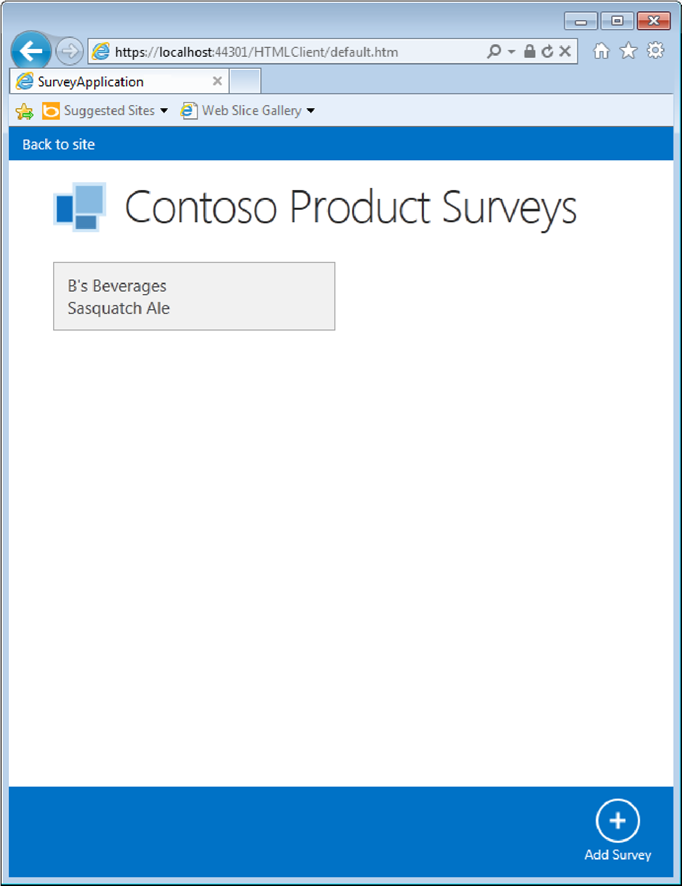 https://localhost:44301/HTMLClient/default.htm
SurveyApplication
Suggested Sites
Web Slice Gallery
Back to site
Contoso Product Surveys
B's Beverages
Sasquatch Ale
Add Survey